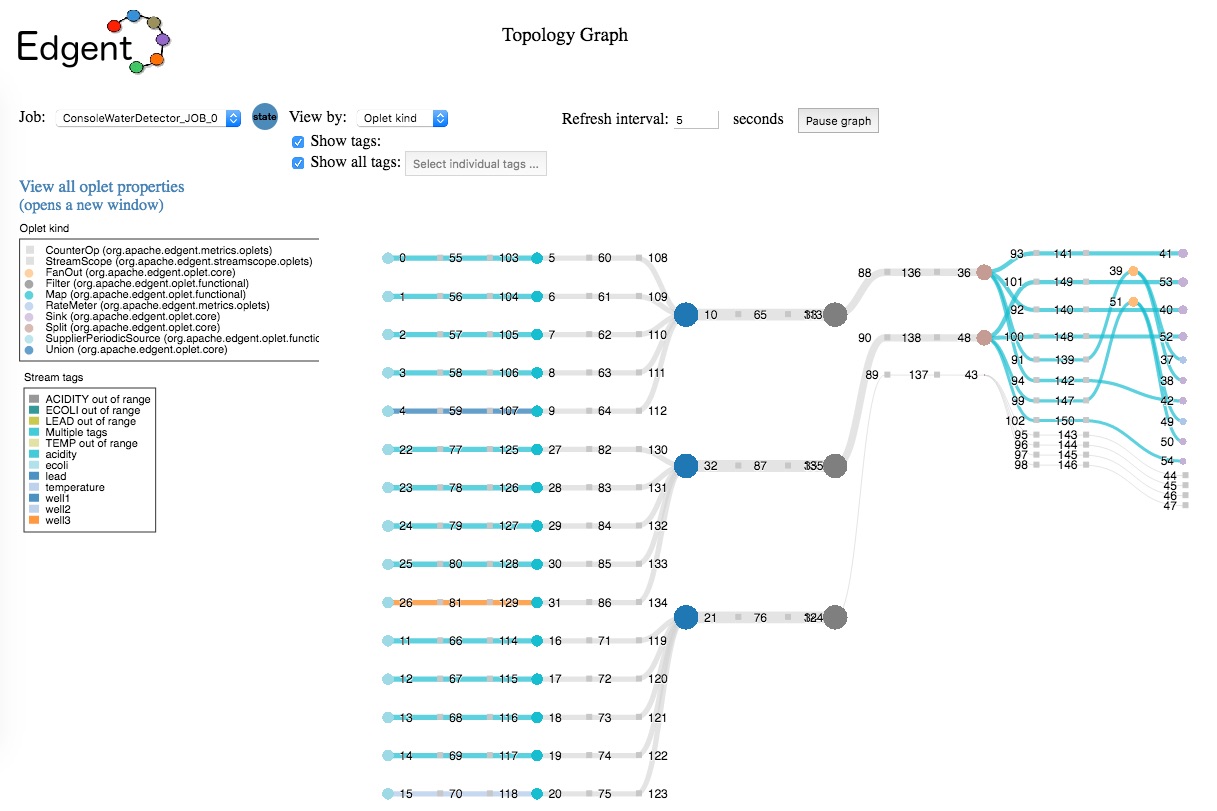 Edgent
Topology Graph
Job: ConsoleWaterDetector_JOB_0 state View by: Oplet kind Refresh interval: 5 seconds Pause graph
Show tags:
Show all tags: Select individual tags ...
View all oplet properties
(opens a new window)
Oplet kind
CounterOp (org.apache.edgent.metrics.oplets)
StreamScope (org.apache.edgent.streamscope.oplets)
FanOut (org.apache.edgent.oplet.core)
Filter (org.apache.edgent.oplet.functional)
Map (org.apache.edgent.oplet.functional)
RateMeter (org.apache.edgent.metrics.oplets)
Sink (org.apache.edgent.oplet.core)
Split (org.apache.edgent.oplet.core)
SupplierPeriodicSource (org.apache.edgent.oplet.functic
Union (org.apache.edgent.oplet.core)
Stream tags
ACIDITY out of range
ECOLI out of range
LEAD out of range
Multiple tags
TEMP out of range
acidity
ecoli
lead
temperature
well1
well2
well3
0 55 103 5 60 108
1 56 104 6 61 109
2 57 105 7 62 110
3 58 106 8 63 111
4 59 107 9 64 112
22 77 125 27 82 130
23 78 126 28 83 131
24 79 127 29 84 132
25 80 128 30 85 133
26 81 129 31 86 134
11 66 114 16 71 119
12 67 115 17 72 120
13 68 116 18 73 121
14 69 117 19 74 122
15 70 118 20 75 123
10 65
32 87
21 76
88 136 36
90 138 48
89 137 43
93 141 41
39
101 149 53
51
92 140 40
100 148 52
91 139 37
94 142 38
99 147 42
102 150 49
95 143 50
96 144 54
97 145 44
98 146 45
46
47